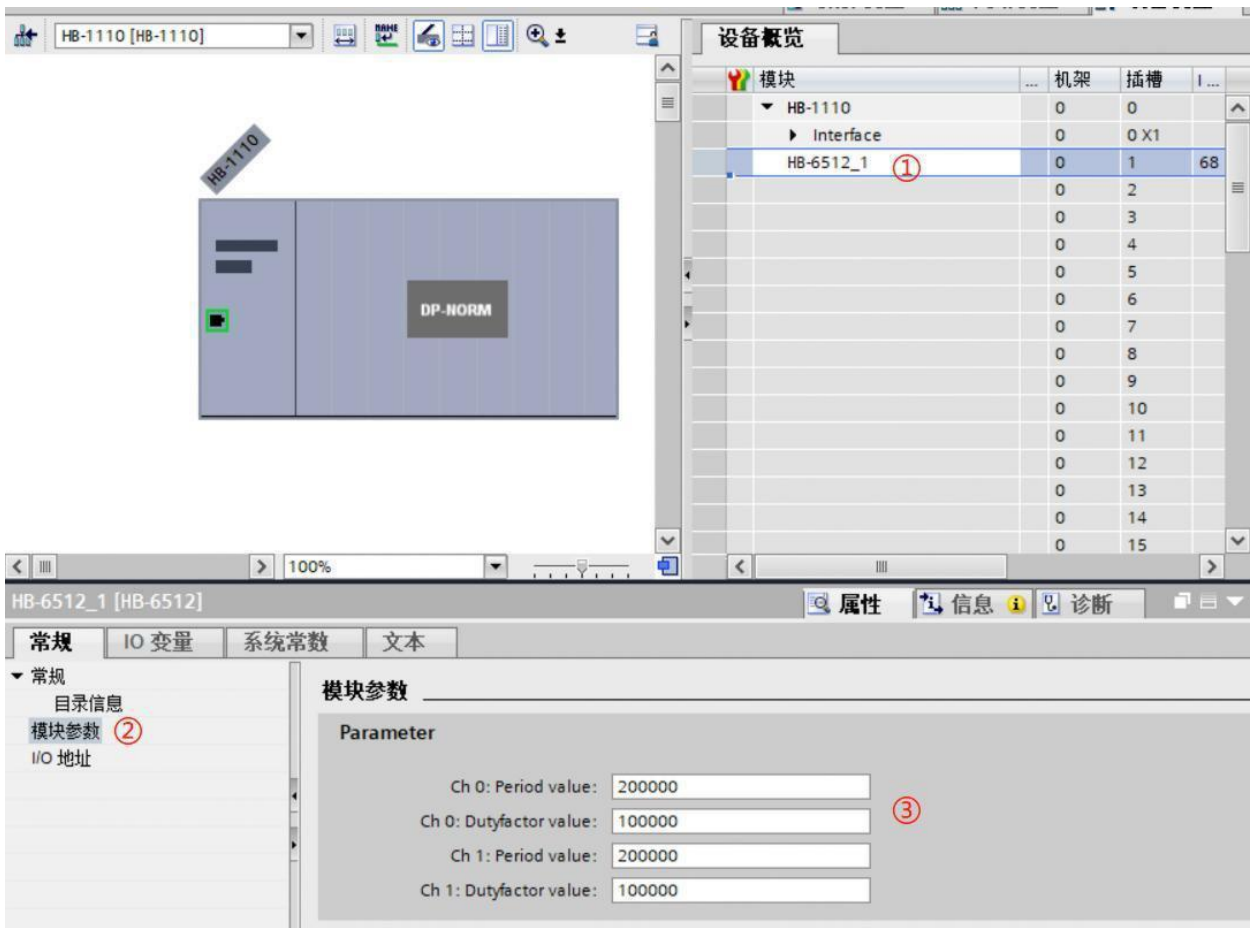 HB-1110 [HB-1110]
NAME
±
设备概览
模块 ... 机架 插槽 I ...
HB-1110 0 0
Interface 0 0 X1
HB-6512_1 ① 0 1 68
0 2
0 3
0 4
0 5
0 6
0 7
0 8
0 9
0 10
0 11
0 12
0 13
0 14
0 15
HB-1110
DP-NORM
100%
HB-6512_1 [HB-6512]
属性 信息 诊断
常规 IO 变量 系统常数 文本
常规
目录信息
模块参数 ②
I/O 地址
模块参数
Parameter
Ch 0: Period value: 200000
Ch 0: Dutyfactor value: 100000
③
Ch 1: Period value: 200000
Ch 1: Dutyfactor value: 100000